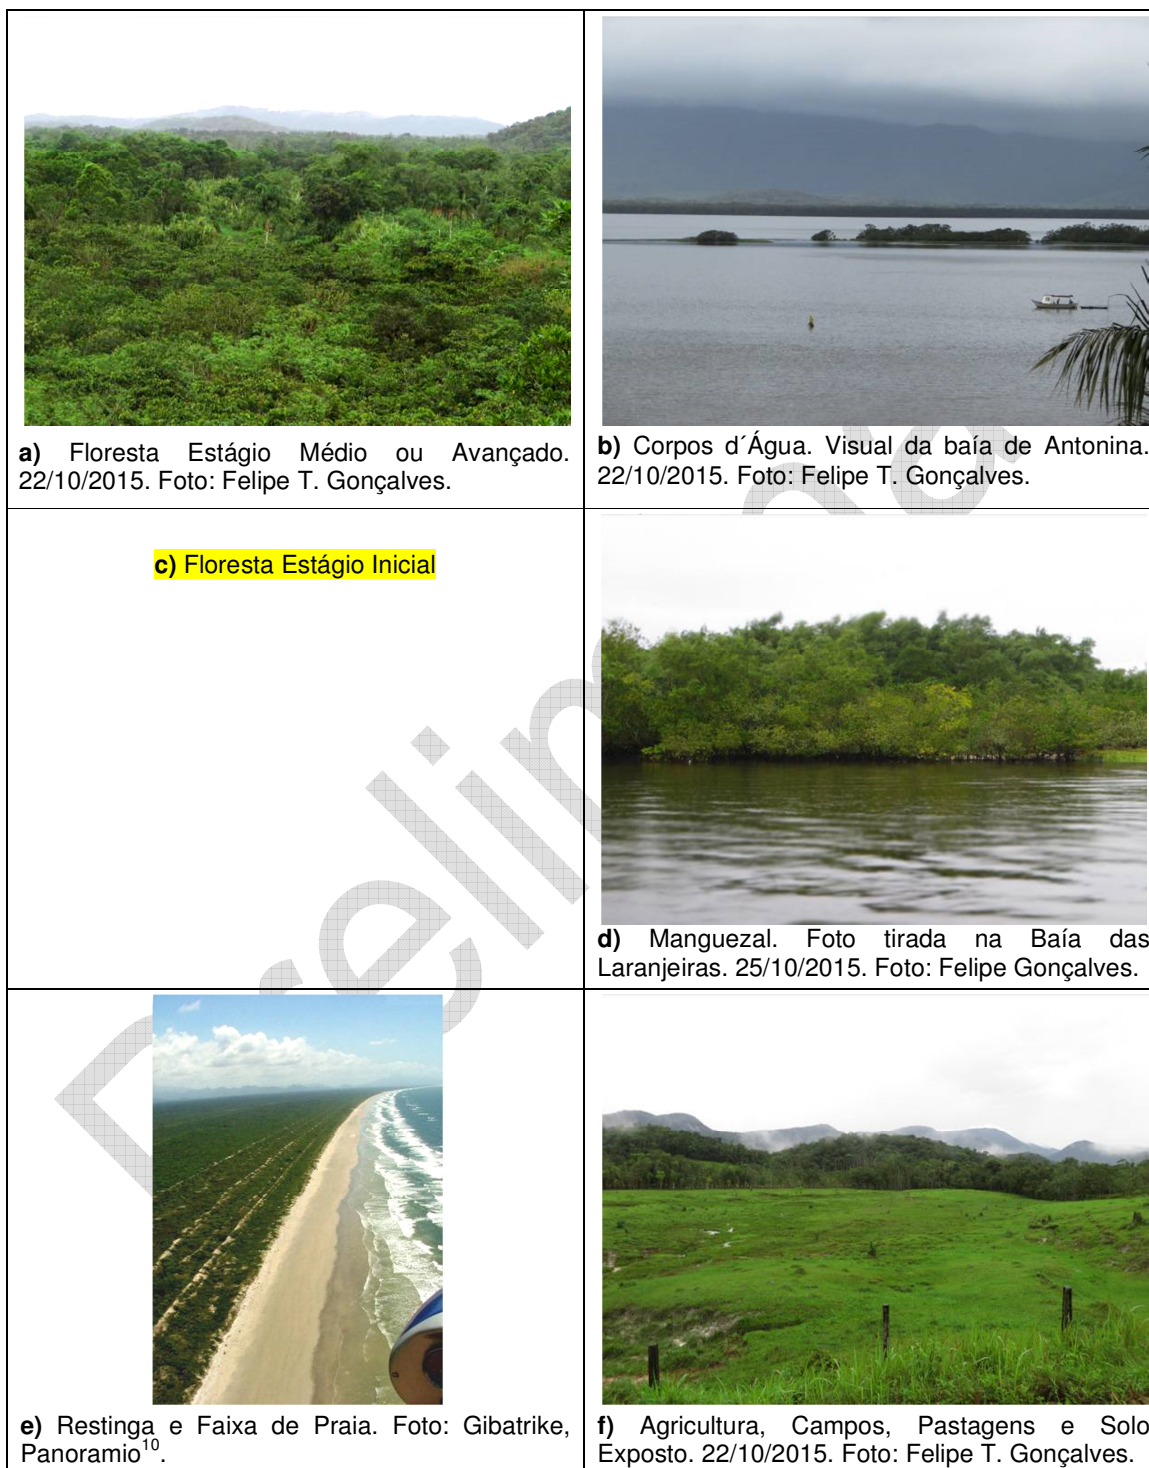 a) Floresta Estágio Médio ou Avançado.
22/10/2015. Foto: Felipe T. Gonçalves.
b) Corpos d´Água. Visual da baía de Antonina.
22/10/2015. Foto: Felipe T. Gonçalves.
c) Floresta Estágio Inicial
d) Manguezal. Foto tirada na Baía das
Laranjeiras. 25/10/2015. Foto: Felipe Gonçalves.
e) Restinga e Faixa de Praia. Foto: Gibatrike,
Panoramio10.
f) Agricultura, Campos, Pastagens e Solo
Exposto. 22/10/2015. Foto: Felipe T. Gonçalves.